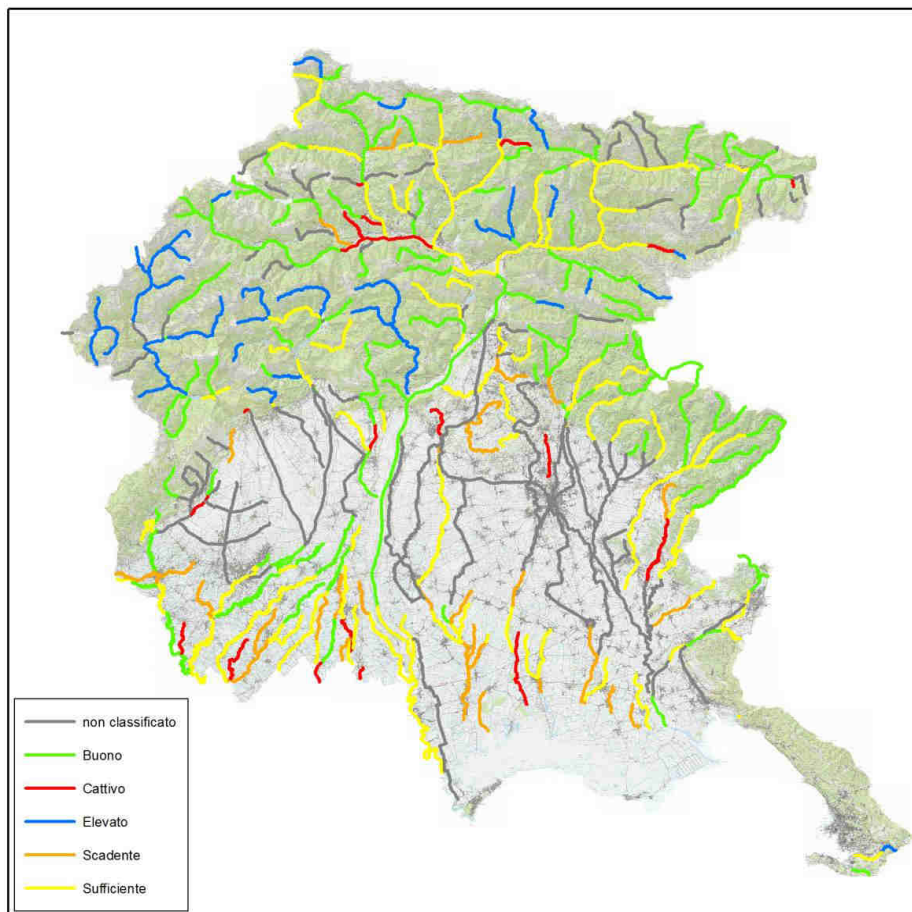 non classificato
Buono
Cattivo
Elevato
Scadente
Sufficiente